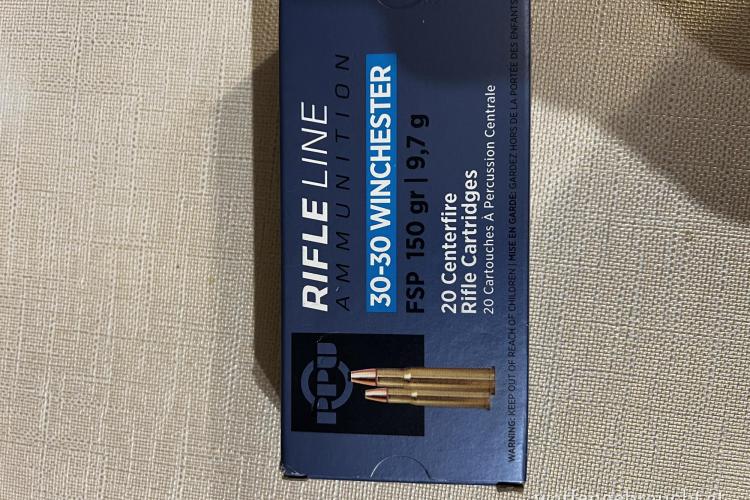 PPU
RIFLE LINE
AMMUNITION
30-30 WINCHESTER
FSP 150 gr | 9,7 g
20 Centerfire
Rifle Cartridges
20 Cartouches À Percussion Centrale
WARNING: KEEP OUT OF REACH OF CHILDREN | MISE EN GARDE: GARDEZ HORS DE LA PORTÉE DES ENFANTS